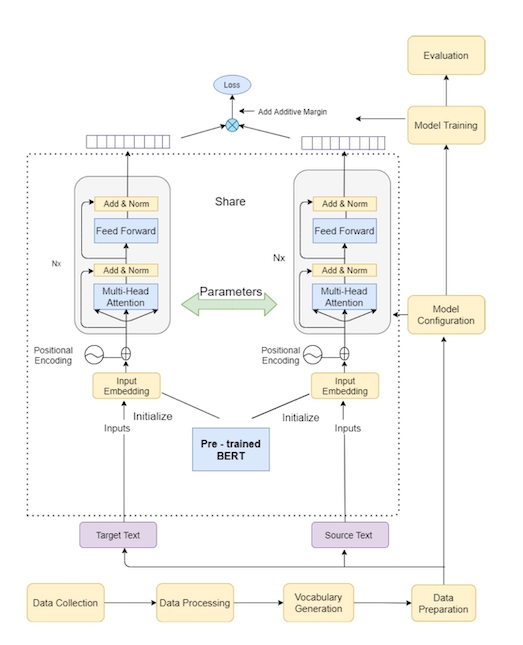 Evaluation
Loss
Add Additive Margin
Model Training
Add & Norm
Add & Norm
Share
Feed Forward
Feed Forward
Nx
Nx
Add & Norm
Add & Norm
Multi-Head
Attention
Multi-Head
Attention
Parameters
Model
Configuration
Positional
Encoding
Positional
Encoding
Input
Embedding
Input
Embedding
Initialize
Initialize
Inputs
Inputs
Pre - trained
BERT
Target Text
Source Text
Data Collection
Data Processing
Vocabulary
Generation
Data
Preparation